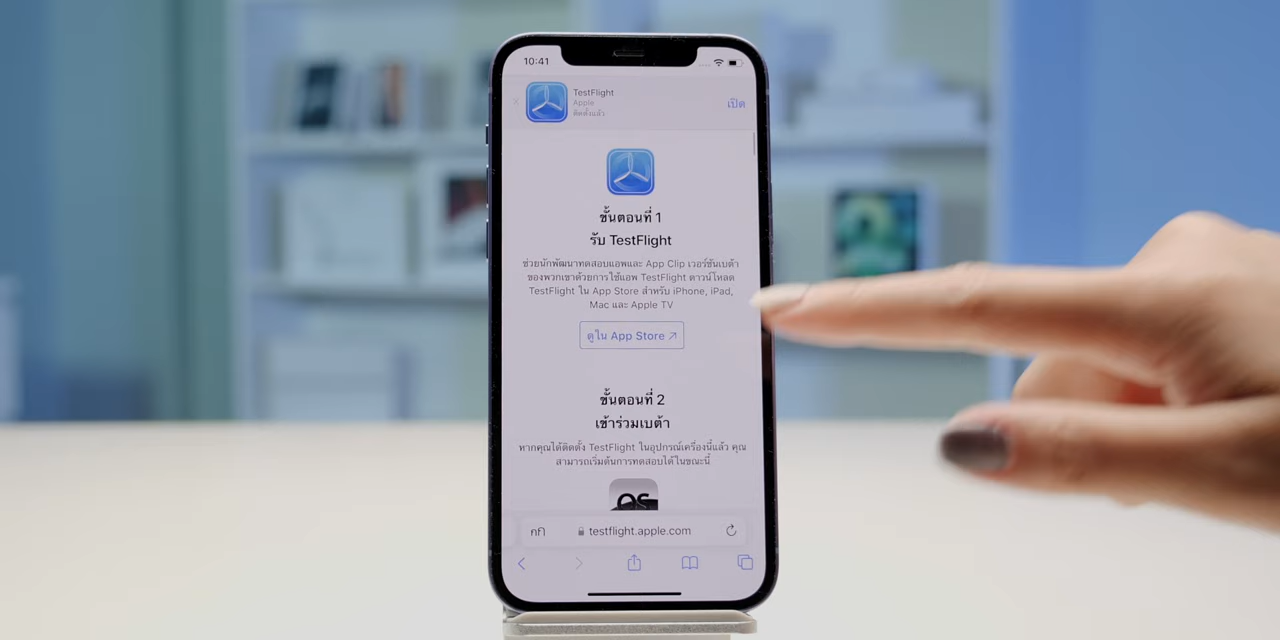 10:41
TestFlight
Apple
ติดตั้งแล้ว
เปิด
ขั้นตอนที่ 1
รับ TestFlight
ช่วยนักพัฒนาทดสอบแอพและ App Clip เวอร์ชันเบต้า
ของพวกเขาด้วยการใช้แอพ TestFlight ดาวน์โหลด
TestFlight ใน App Store สำหรับ iPhone, iPad,
Mac และ Apple TV
ดูใน App Store
ขั้นตอนที่ 2
เข้าร่วมเบต้า
หากคุณได้ติดตั้ง TestFlight ในอุปกรณ์เครื่องนี้แล้ว คุณ
สามารถเริ่มต้นการทดสอบได้ในขณะนี้
OS
กก testflight.apple.com